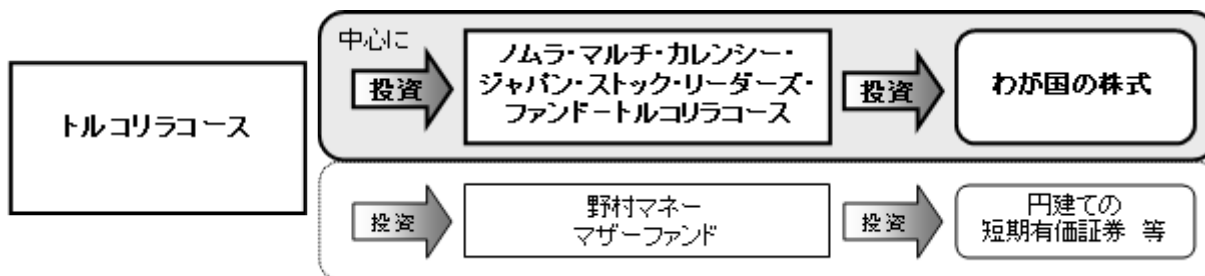 トルコリラコース
中心に
投資
ノムラ・マルチ・カレンシー・
ジャパン・ストック・リーダーズ・
ファンド－トルコリラコース
投資
わが国の株式
投資
野村マネー
マザーファンド
投資
円建ての
短期有価証券 等